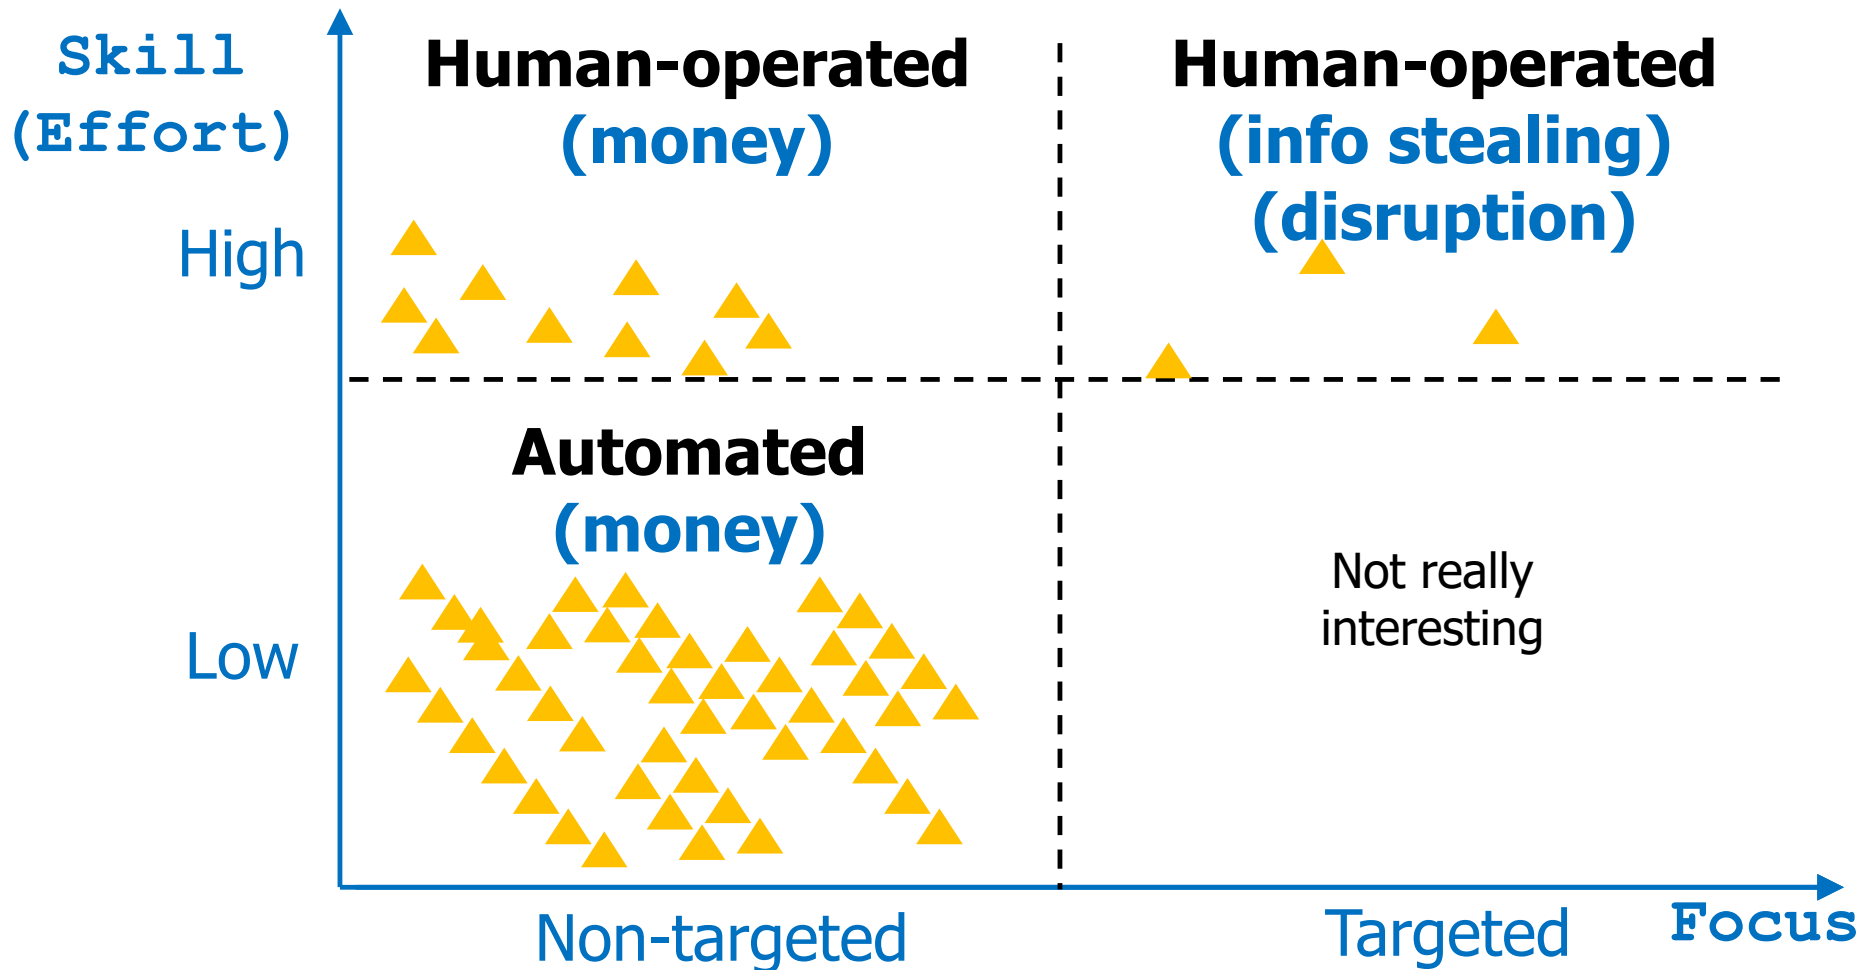 Skill
(Effort)
Human-operated
(money)
Human-operated
(info stealing)
(disruption)
High
Automated
(money)
Not really
interesting
Low
Non-targeted
Targeted
Focus